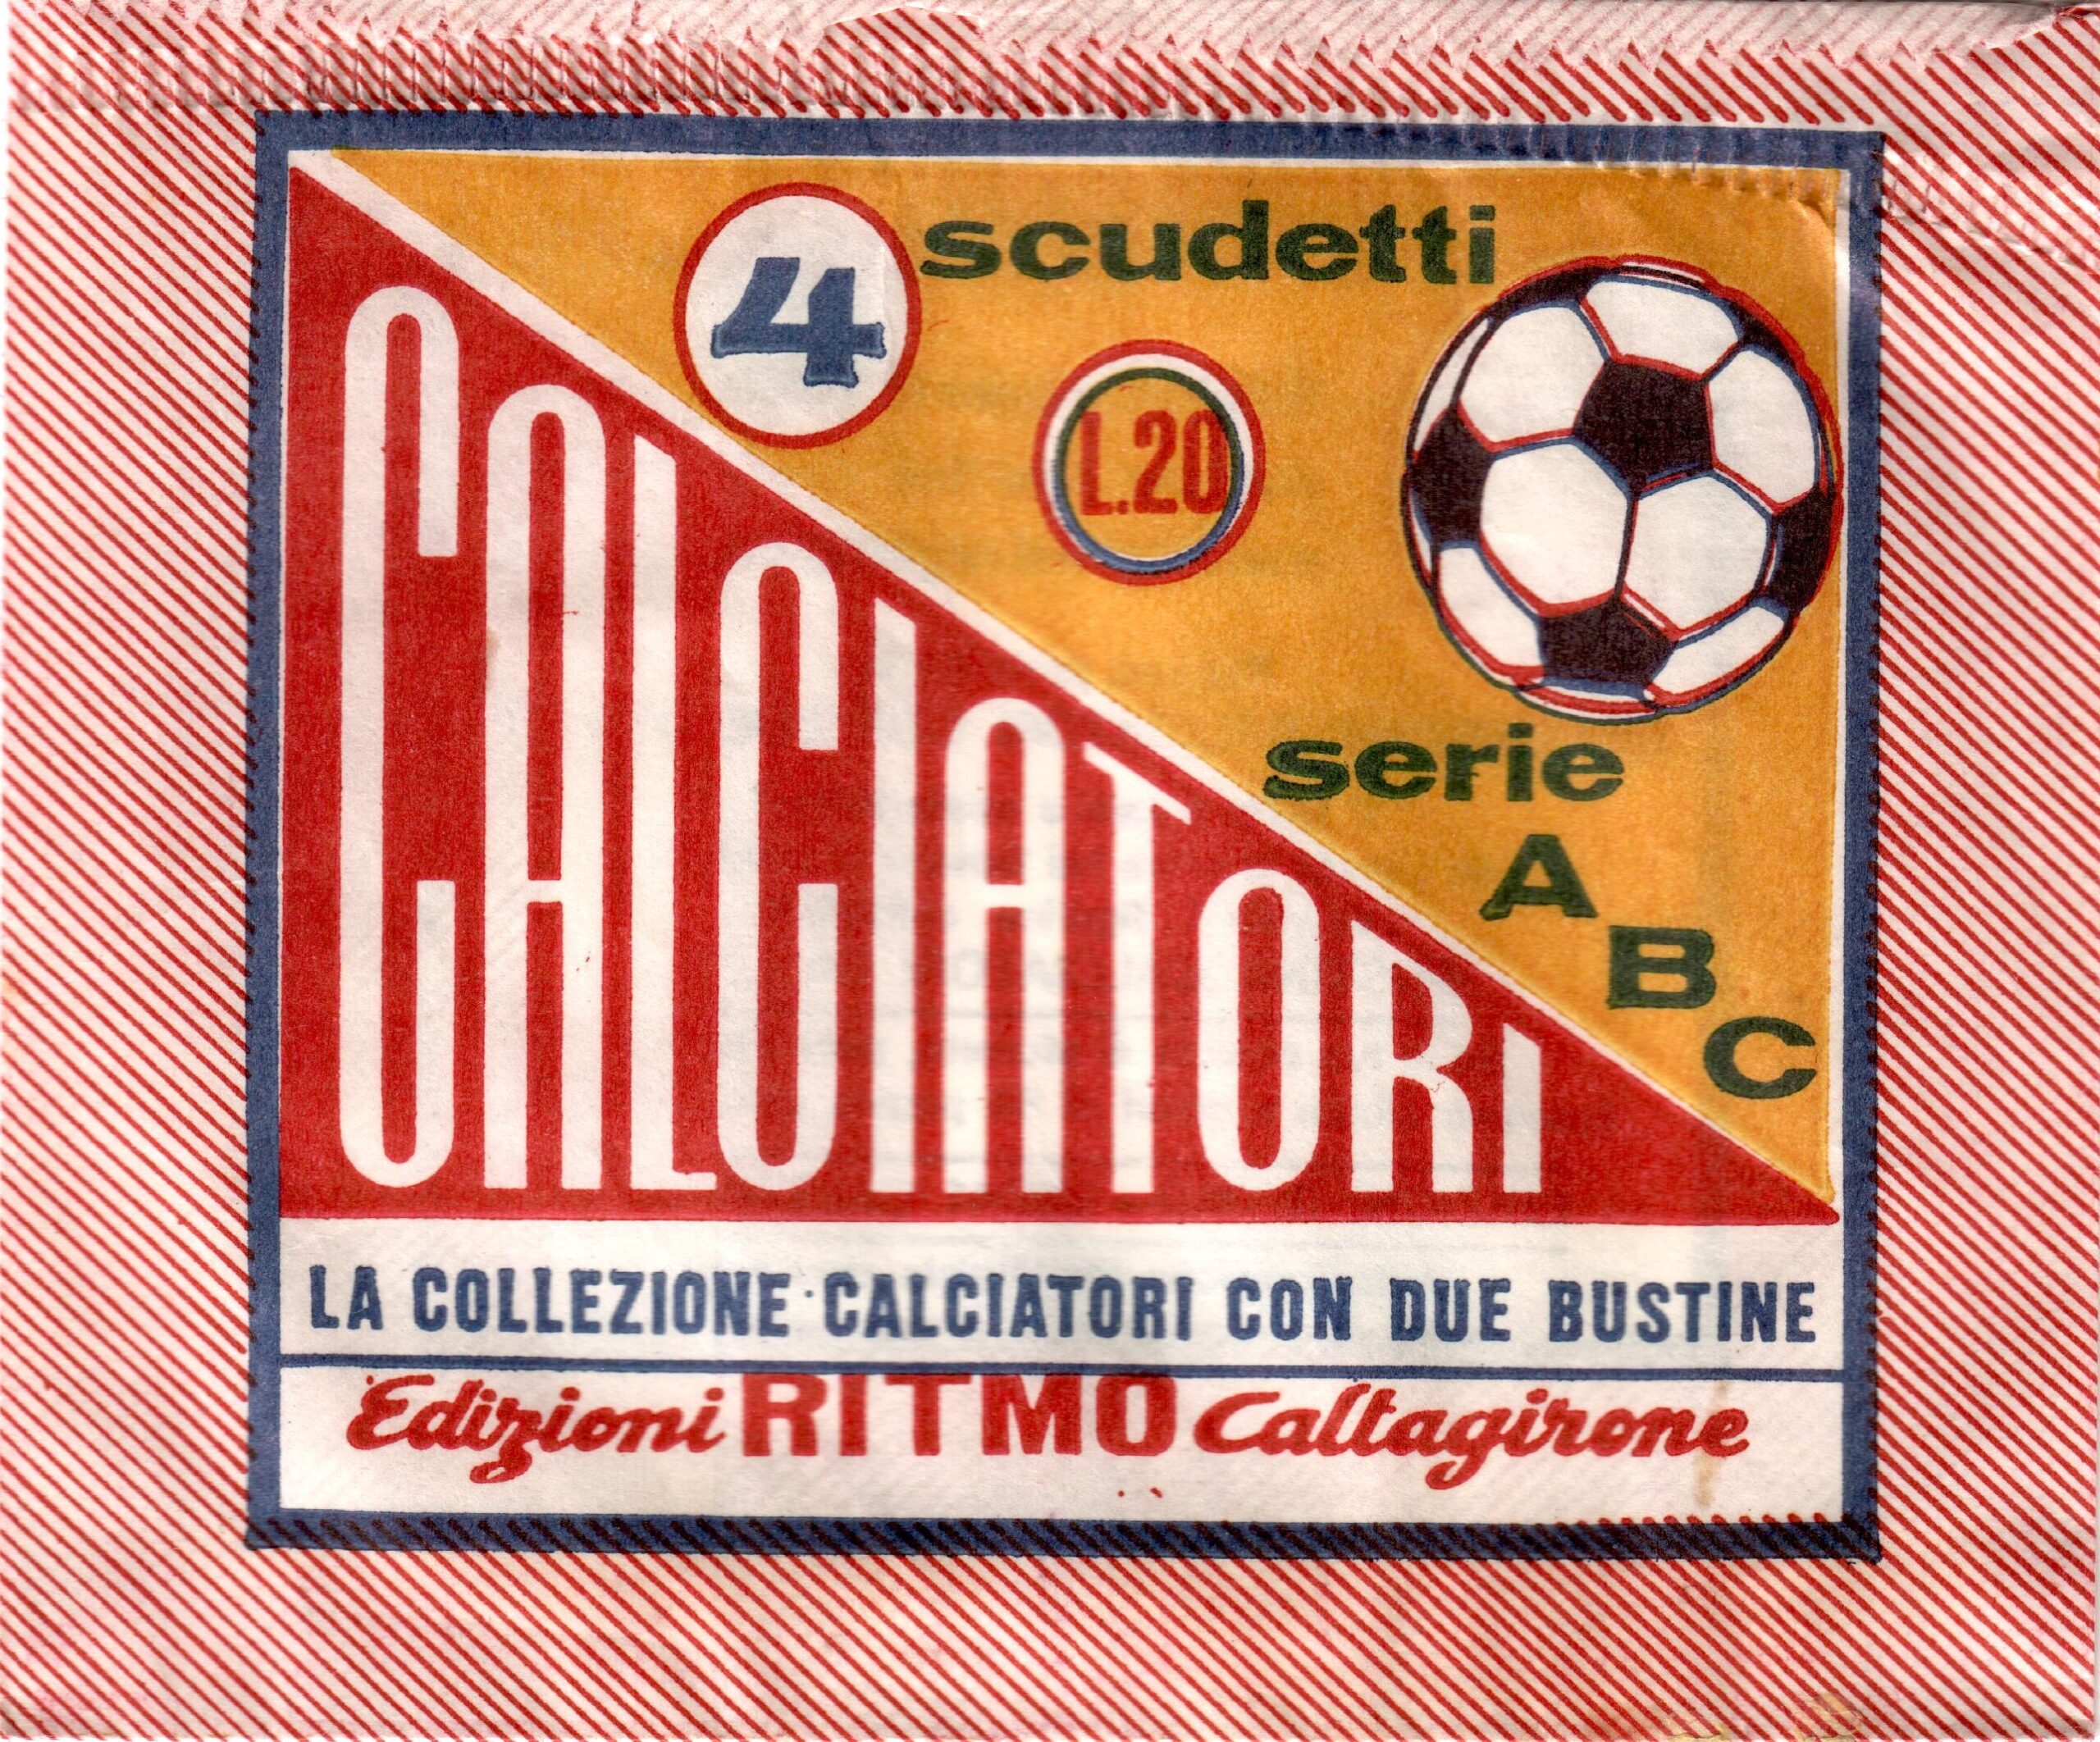 4 scudetti
L.20
CALCIATORI
serie
A
B
C
LA COLLEZIONE CALCIATORI CON DUE BUSTINE
Edizioni RITMO Caltagirone